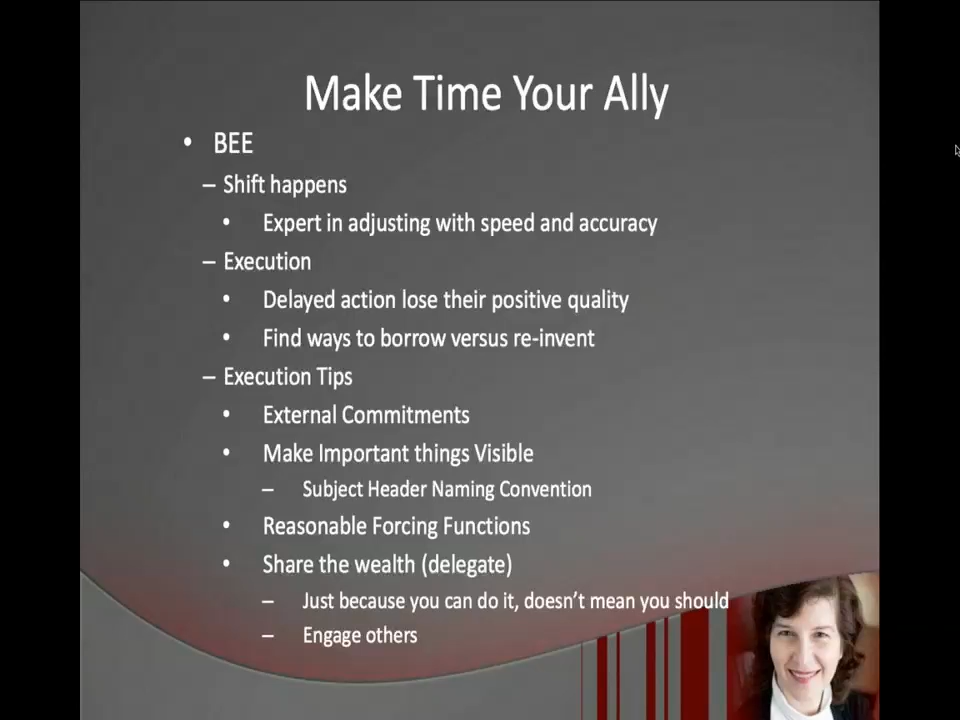 Make Time Your Ally
• BEE
– Shift happens
• Expert in adjusting with speed and accuracy
– Execution
• Delayed action lose their positive quality
• Find ways to borrow versus re-invent
– Execution Tips
• External Commitments
• Make Important things Visible
– Subject Header Naming Convention
• Reasonable Forcing Functions
• Share the wealth (delegate)
– Just because you can do it, doesn’t mean you should
– Engage others